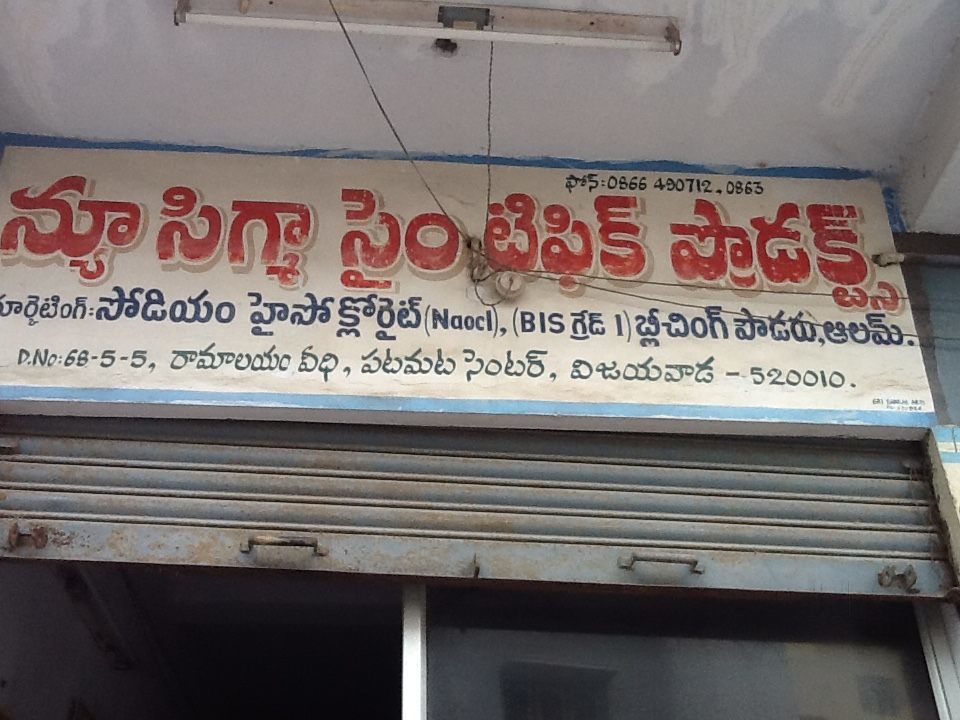 ఫోన్:0866 490712, 0863
న్యూ సిగ్మా సైంటిఫిక్ ప్రొడక్ట్స్
మార్కెటింగ్: సోడియం హైపో క్లోరైట్ (Naocl), (BIS గ్రేడ్ 1) బ్లీచింగ్ పౌడరు, ఆలమ్.
D.No: 68-5-5, రామాలయం వీధి, పటమట సెంటర్, విజయవాడ - 520010.